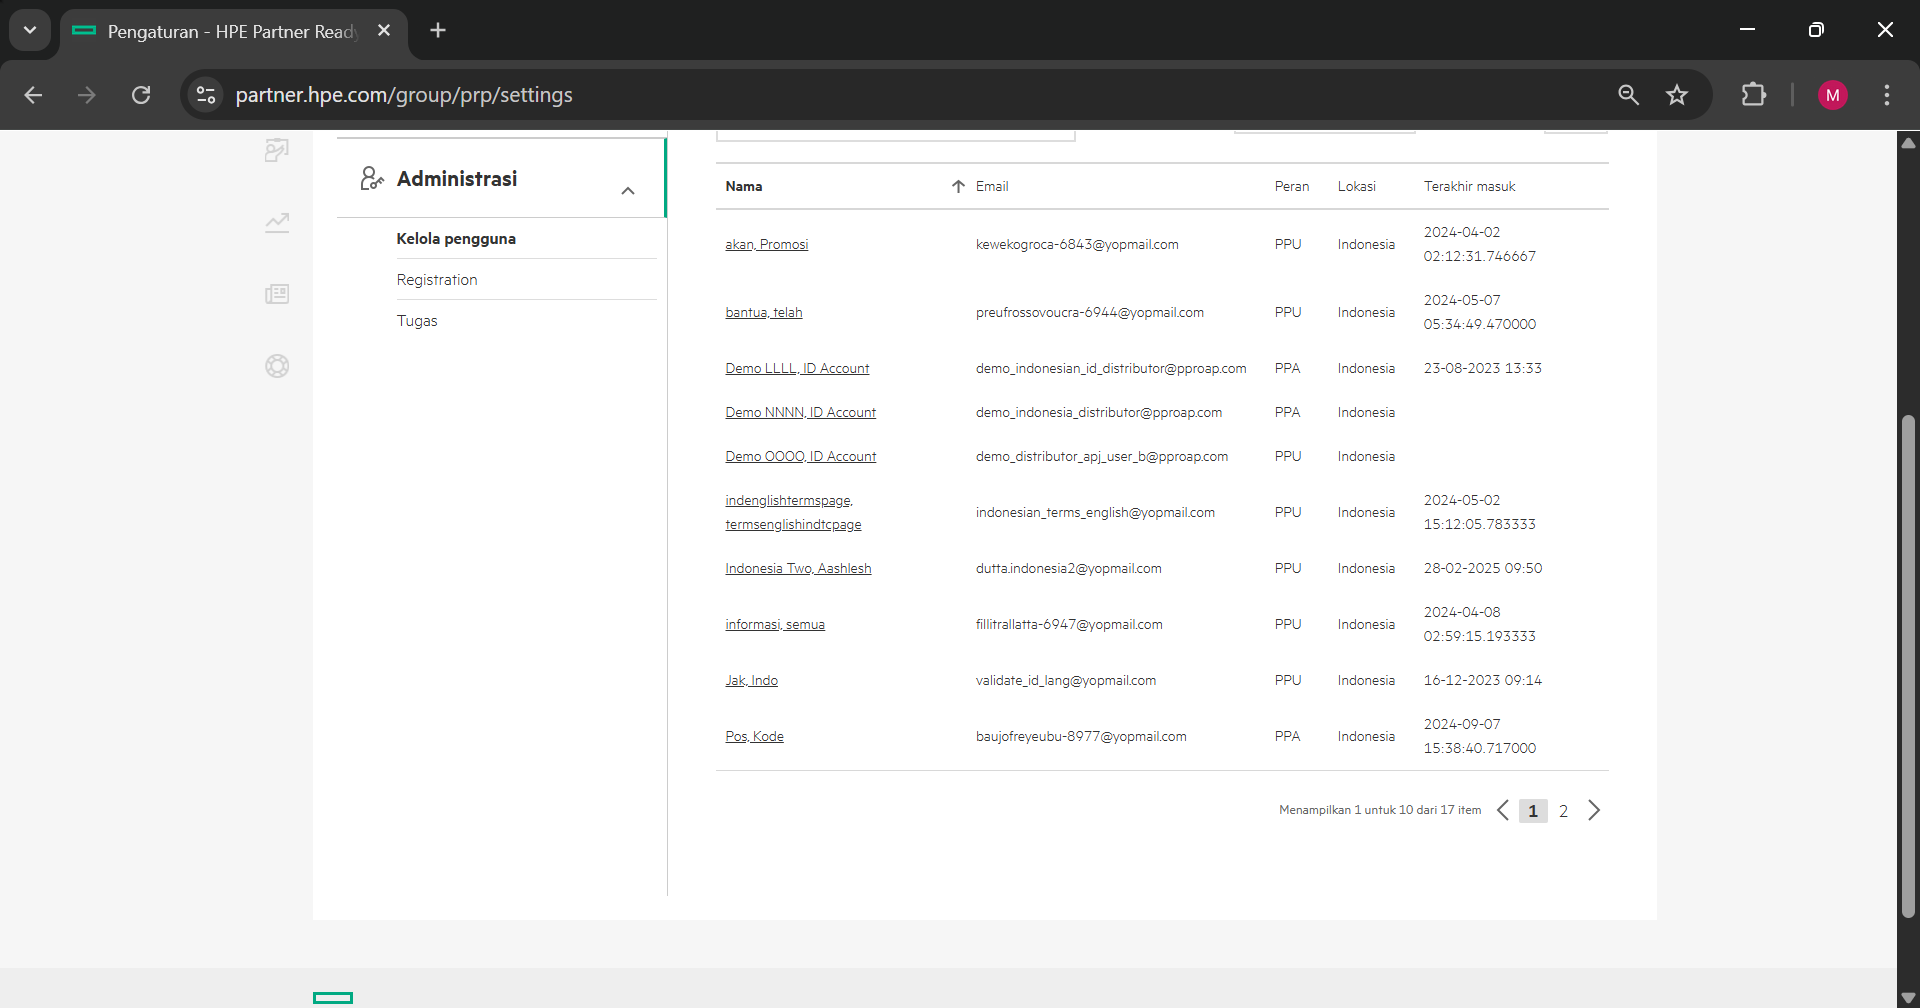 Pengaturan - HPE Partner Read
partner.hpe.com/group/prp/settings
M
Administrasi
Kelola pengguna
Registration
Tugas
Nama Email Peran Lokasi Terakhir masuk
akan, Promosi kewekogroca-6843@yopmail.com PPU Indonesia 2024-04-02
02:12:31.746667
bantua, telah preufrossovoucra-6944@yopmail.com PPU Indonesia 2024-05-07
05:34:49.470000
Demo LLLL, ID Account demo_indonesian_id_distributor@pproap.com PPA Indonesia 23-08-2023 13:33
Demo NNNN, ID Account demo_indonesia_distributor@pproap.com PPA Indonesia
Demo OOOO, ID Account demo_distributor_apj_user_b@pproap.com PPU Indonesia
indenglishtermspage,
termsenglishindtcpage indonesian_terms_english@yopmail.com PPU Indonesia 2024-05-02
15:12:05.783333
Indonesia Two, Aashlesh dutta.indonesia2@yopmail.com PPU Indonesia 28-02-2025 09:50
informasi, semua fillitrallatta-6947@yopmail.com PPU Indonesia 2024-04-08
02:59:15.193333
Jak, Indo validate_id_lang@yopmail.com PPU Indonesia 16-12-2023 09:14
Pos, Kode baujofreyeubu-8977@yopmail.com PPA Indonesia 2024-09-07
15:38:40.717000
Menampilkan 1 untuk 10 dari 17 item 1 2